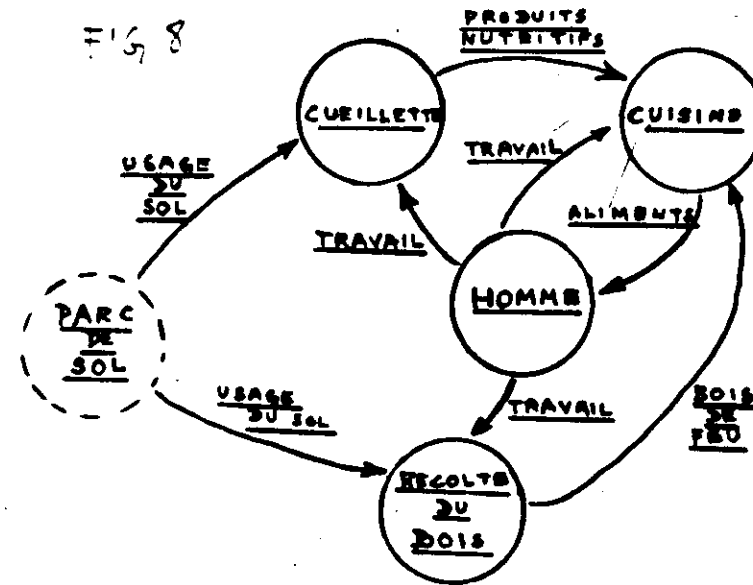 FIG 8
PRODUITS
NUTRITIFS
CUEILLETTE
CUISINE
USAGE
DU
SOL
TRAVAIL
TRAVAIL
ALIMENTS
HOMME
PARC
DE
SOL
USAGE
DU SOL
TRAVAIL
BOIS
DE
FEU
RECOLTE
DU
BOIS